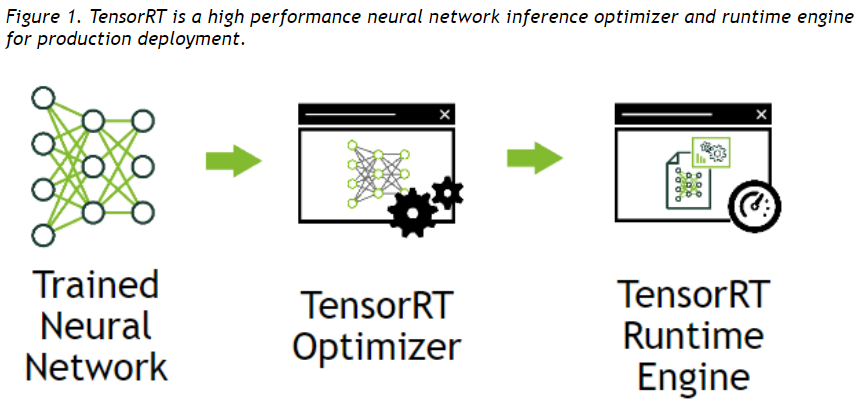 Figure 1. TensorRT is a high performance neural network inference optimizer and runtime engine
for production deployment.
Trained
Neural
Network
TensorRT
Optimizer
TensorRT
Runtime
Engine